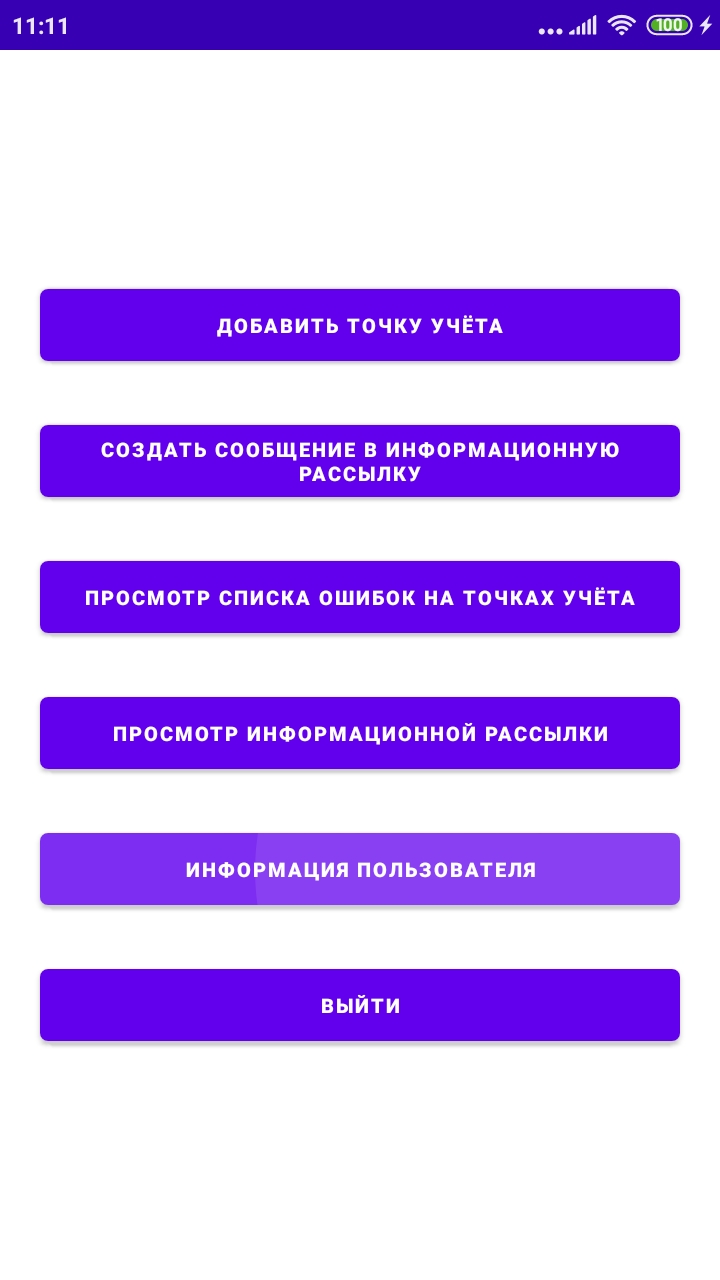 11:11
100
ДОБАВИТЬ ТОЧКУ УЧЁТА
СОЗДАТЬ СООБЩЕНИЕ В ИНФОРМАЦИОННУЮ
РАССЫЛКУ
ПРОСМОТР СПИСКА ОШИБОК НА ТОЧКАХ УЧЁТА
ПРОСМОТР ИНФОРМАЦИОННОЙ РАССЫЛКИ
ИНФОРМАЦИЯ ПОЛЬЗОВАТЕЛЯ
ВЫЙТИ